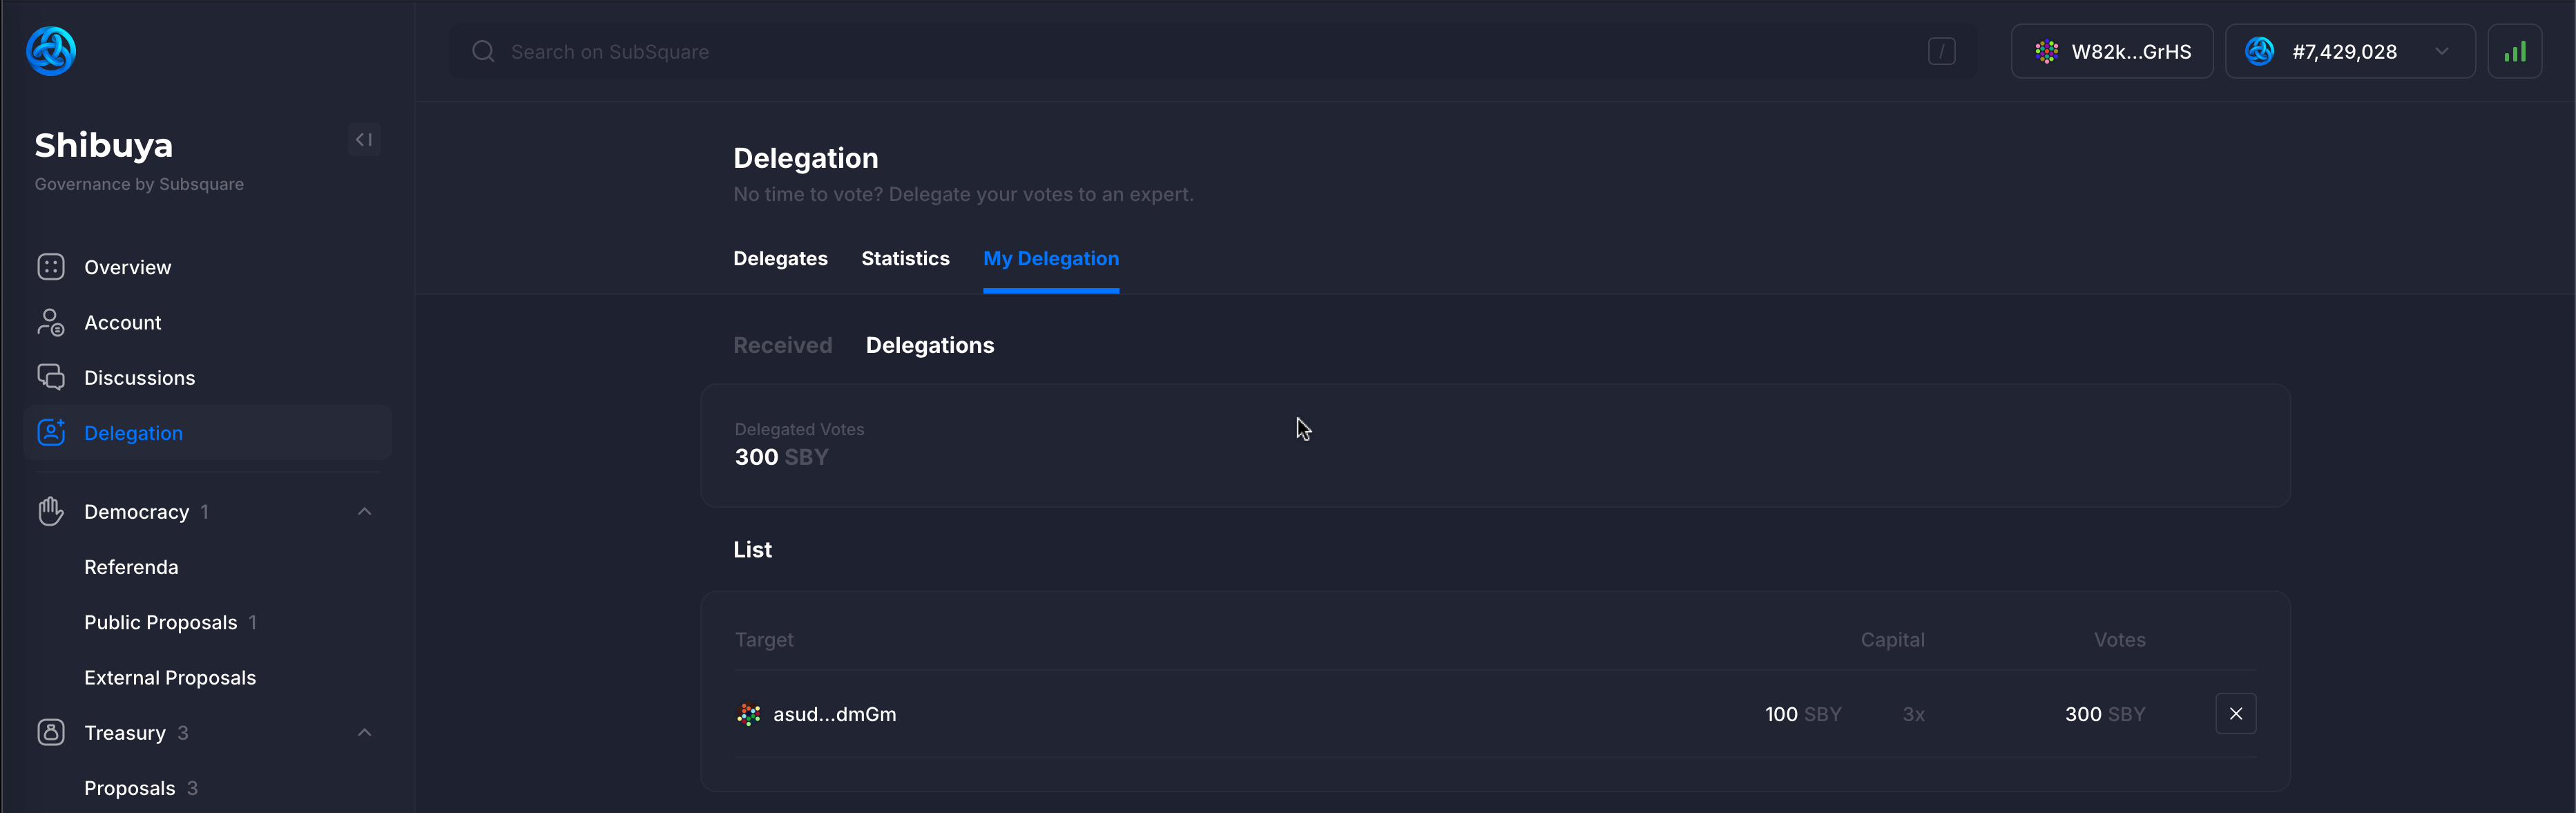 Search on SubSquare
/
W82k...GrHS
#7,429,028
Shibuya
Governance by Subsquare
Overview
Account
Discussions
Delegation
Democracy 1
Referenda
Public Proposals 1
External Proposals
Treasury 3
Proposals 3
Delegation
No time to vote? Delegate your votes to an expert.
Delegates Statistics My Delegation
Received Delegations
Delegated Votes
300 SBY
List
Target Capital Votes
asud...dmGm 100 SBY 3x 300 SBY